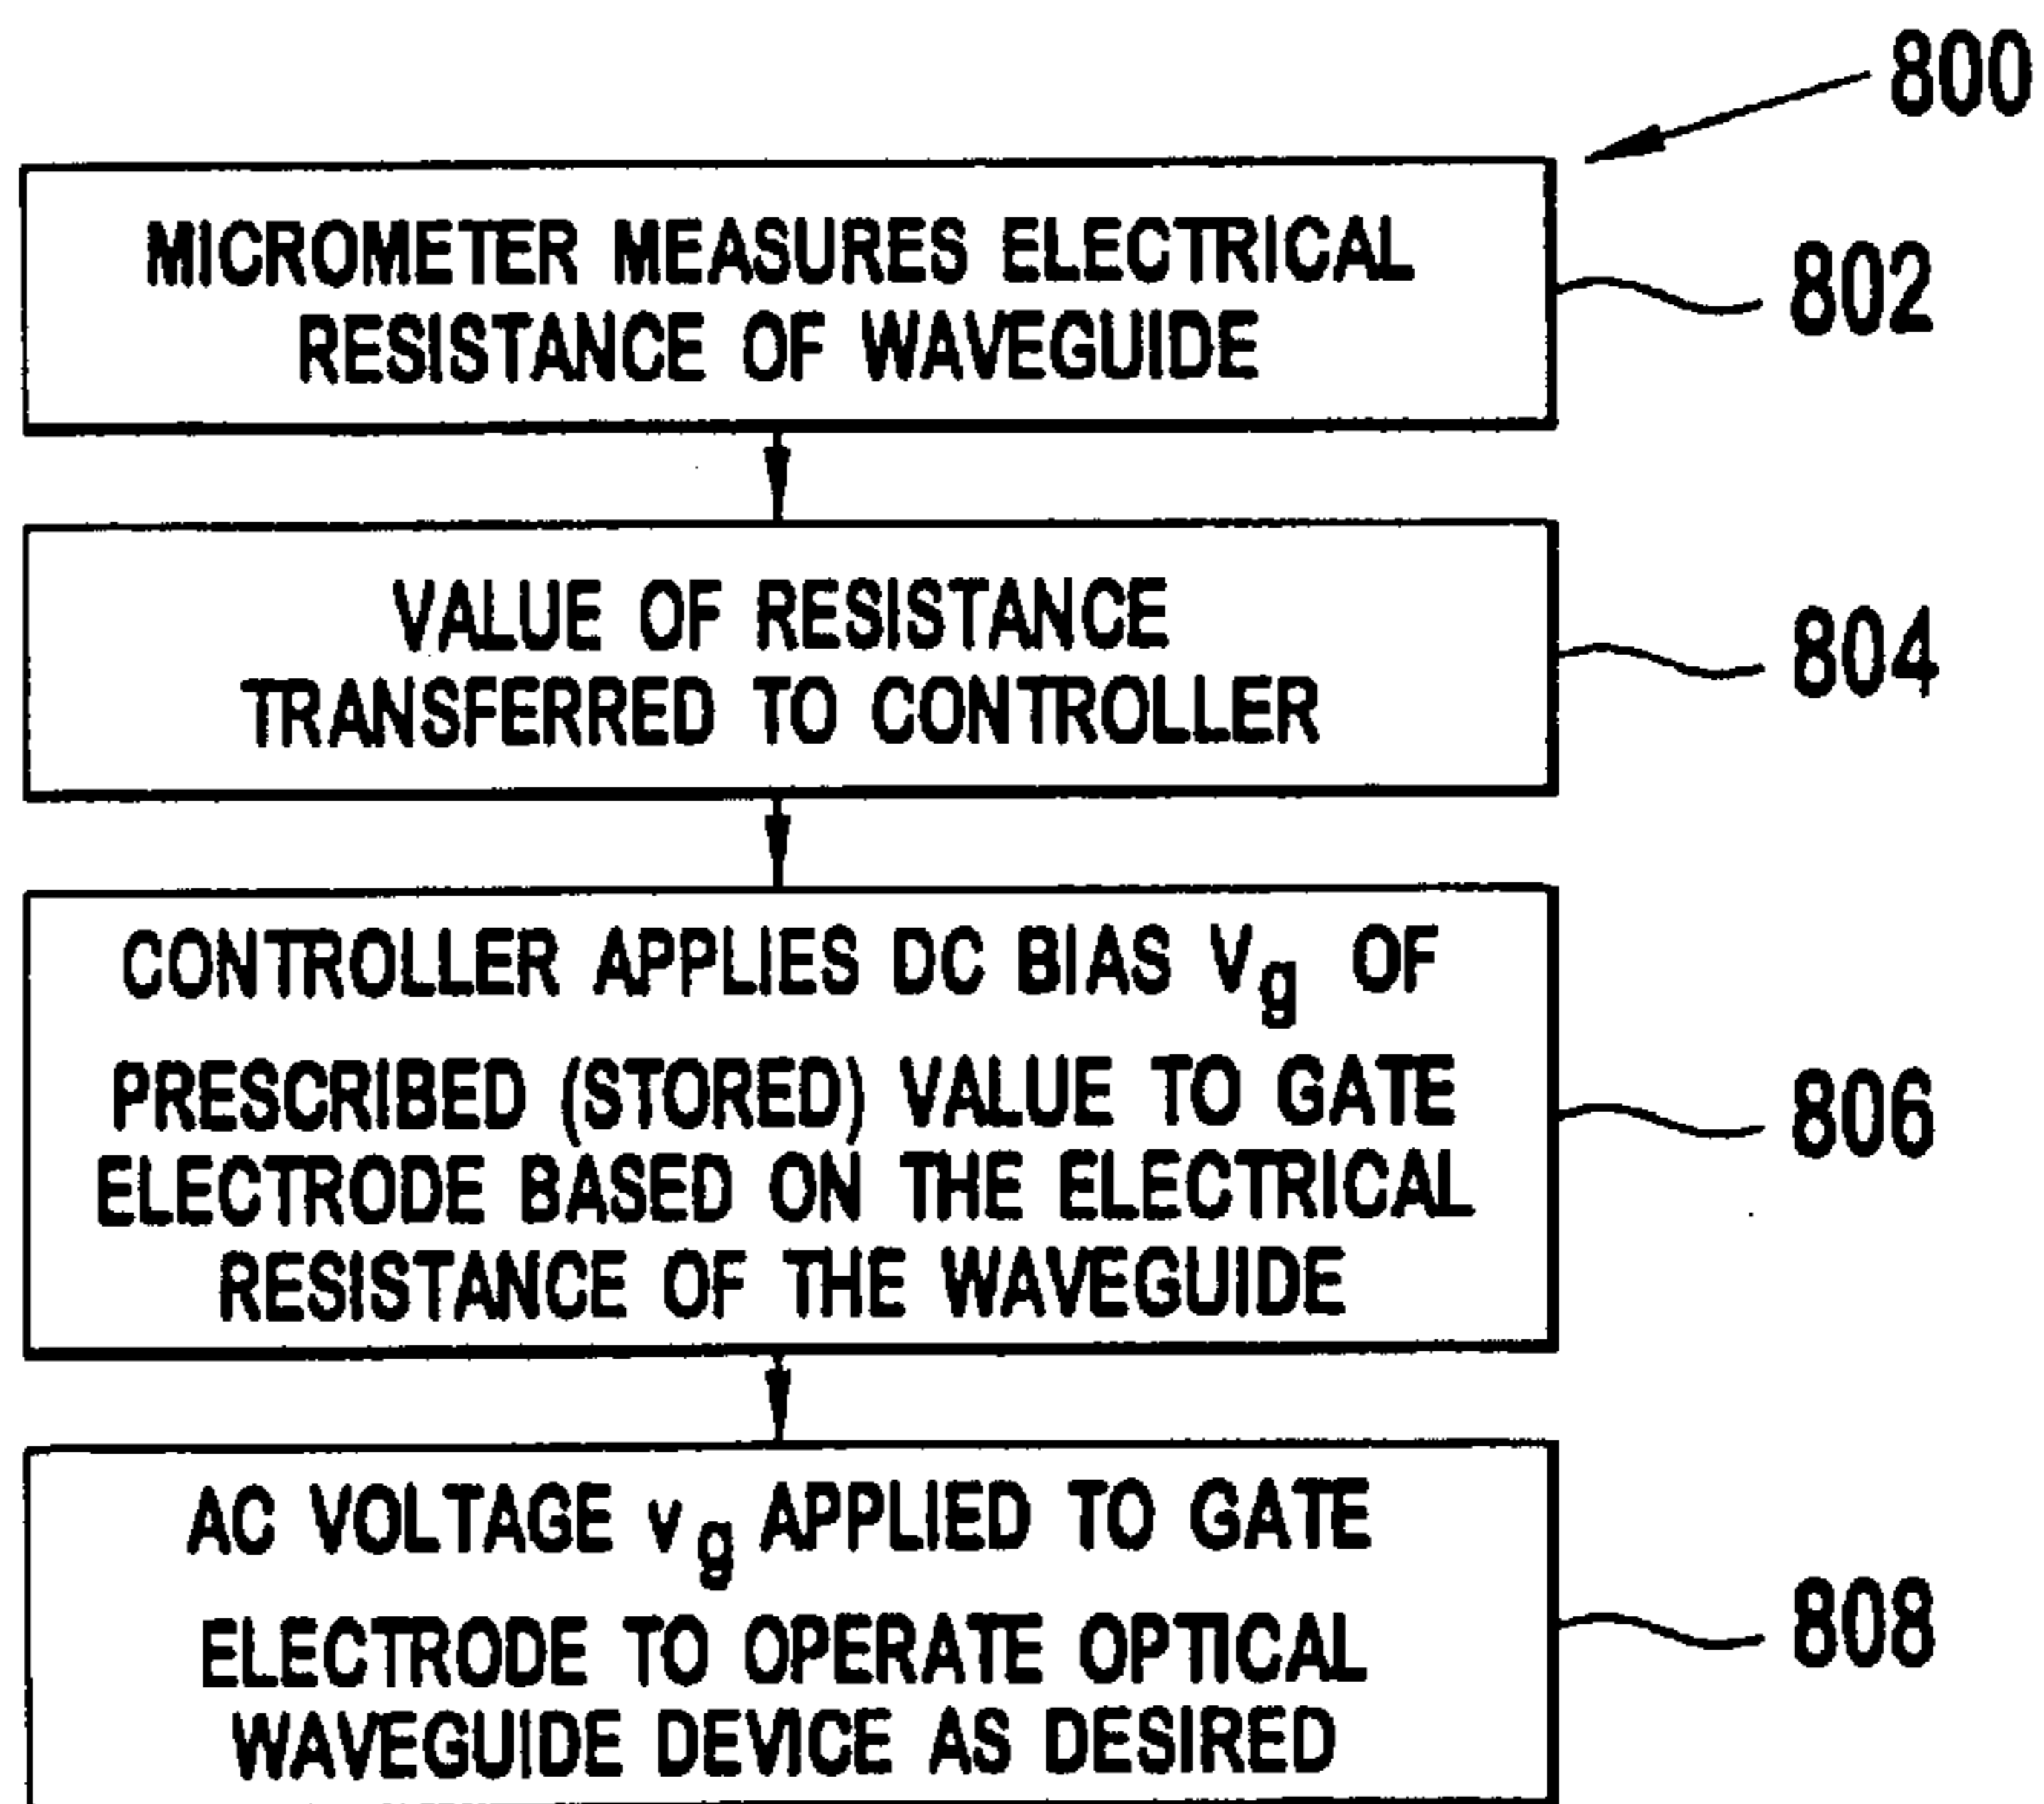 800
MICROMETER MEASURES ELECTRICAL
RESISTANCE OF WAVEGUIDE
802
VALUE OF RESISTANCE
TRANSFERRED TO CONTROLLER
804
CONTROLLER APPLIES DC BIAS Vg OF
PRESCRIBED (STORED) VALUE TO GATE
ELECTRODE BASED ON THE ELECTRICAL
RESISTANCE OF THE WAVEGUIDE
806
AC VOLTAGE vg APPLIED TO GATE
ELECTRODE TO OPERATE OPTICAL
WAVEGUIDE DEVICE AS DESIRED
808